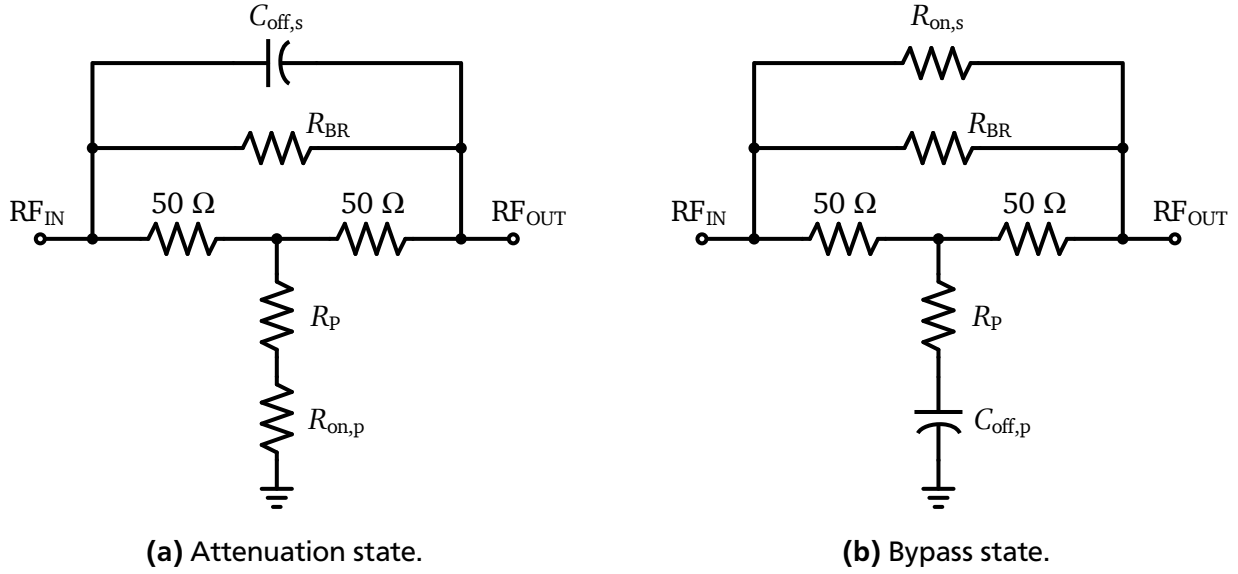 C_off,s
R_BR
50 Ω 50 Ω
RF_IN RF_OUT
R_P
R_on,p
(a) Attenuation state.
R_on,s
R_BR
50 Ω 50 Ω
RF_IN RF_OUT
R_P
C_off,p
(b) Bypass state.